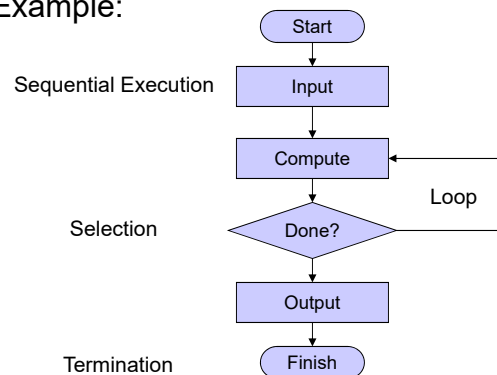 Example:
Start
Sequential Execution
Input
Compute
Loop
Selection
Done?
Output
Termination
Finish